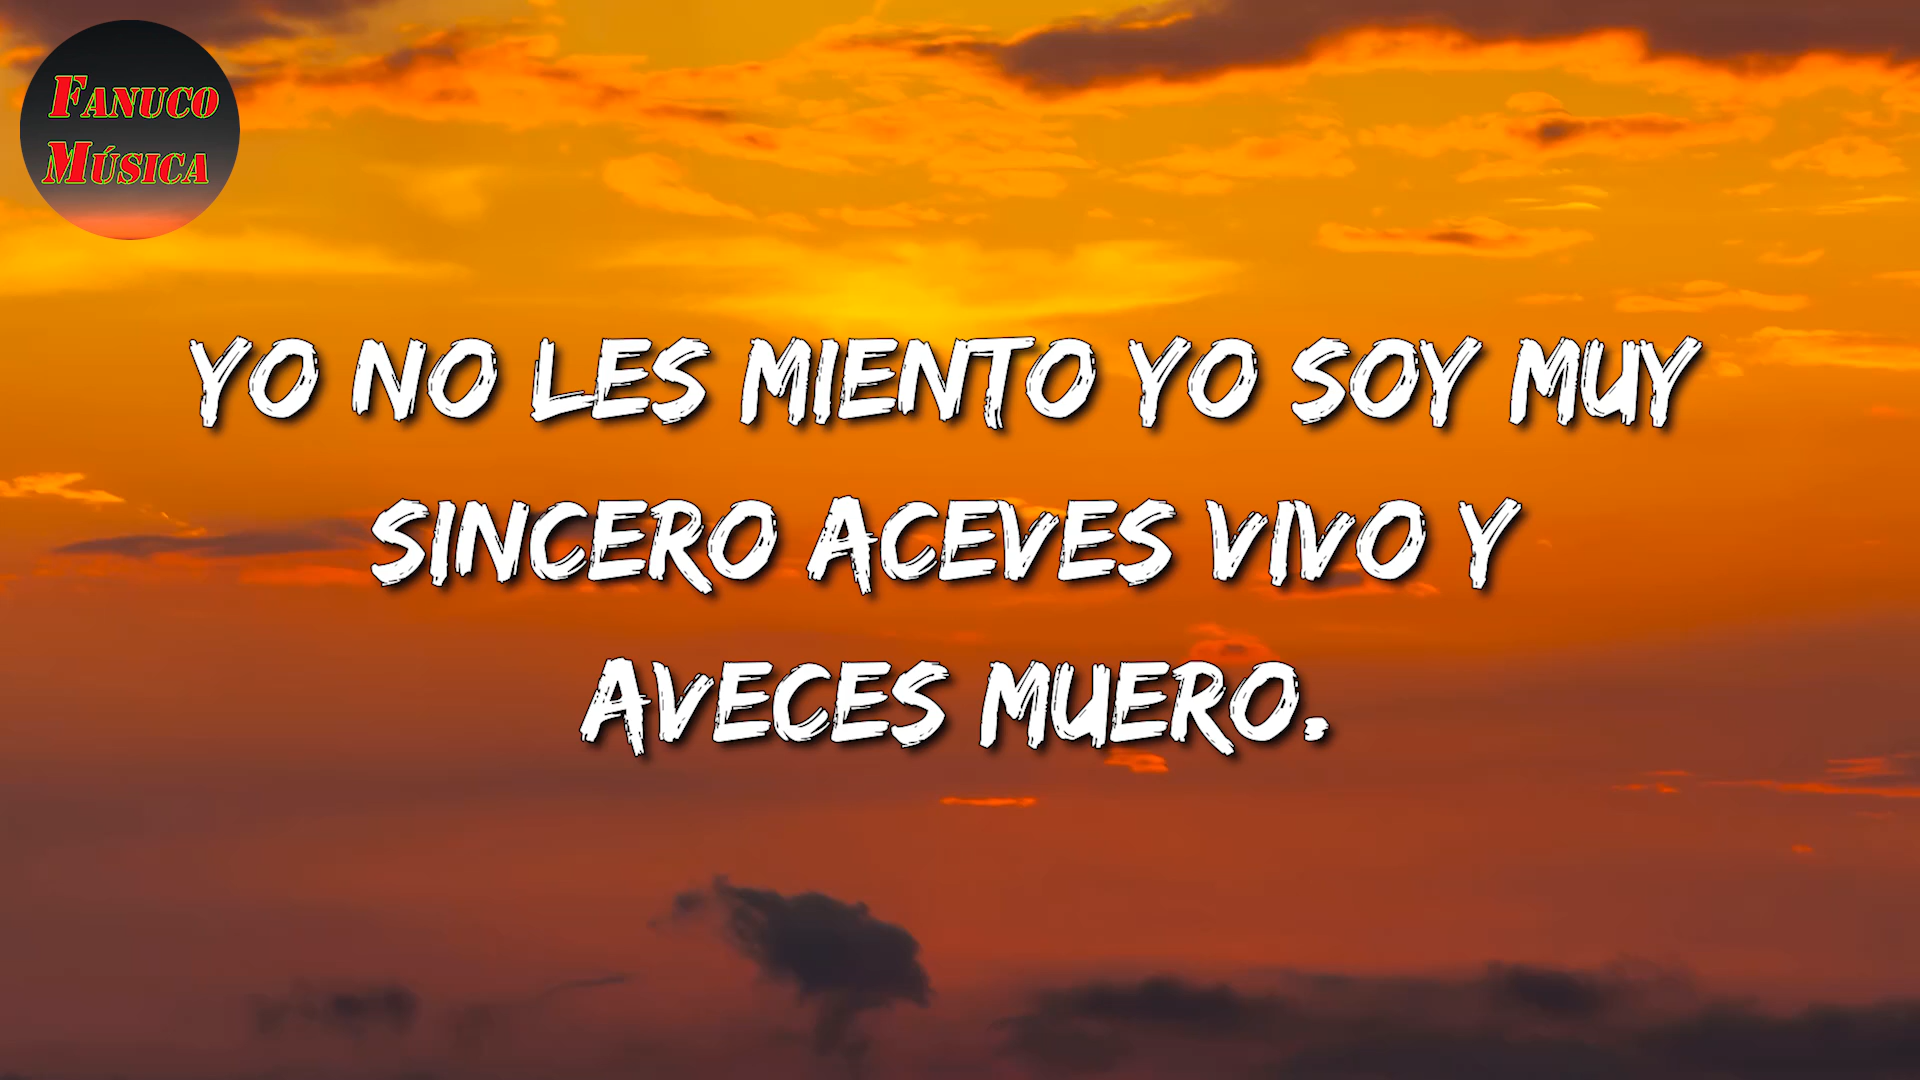 Fanuco
Música
Yo no les miento yo soy muy
sincero aceves vivo y
aveces muero.